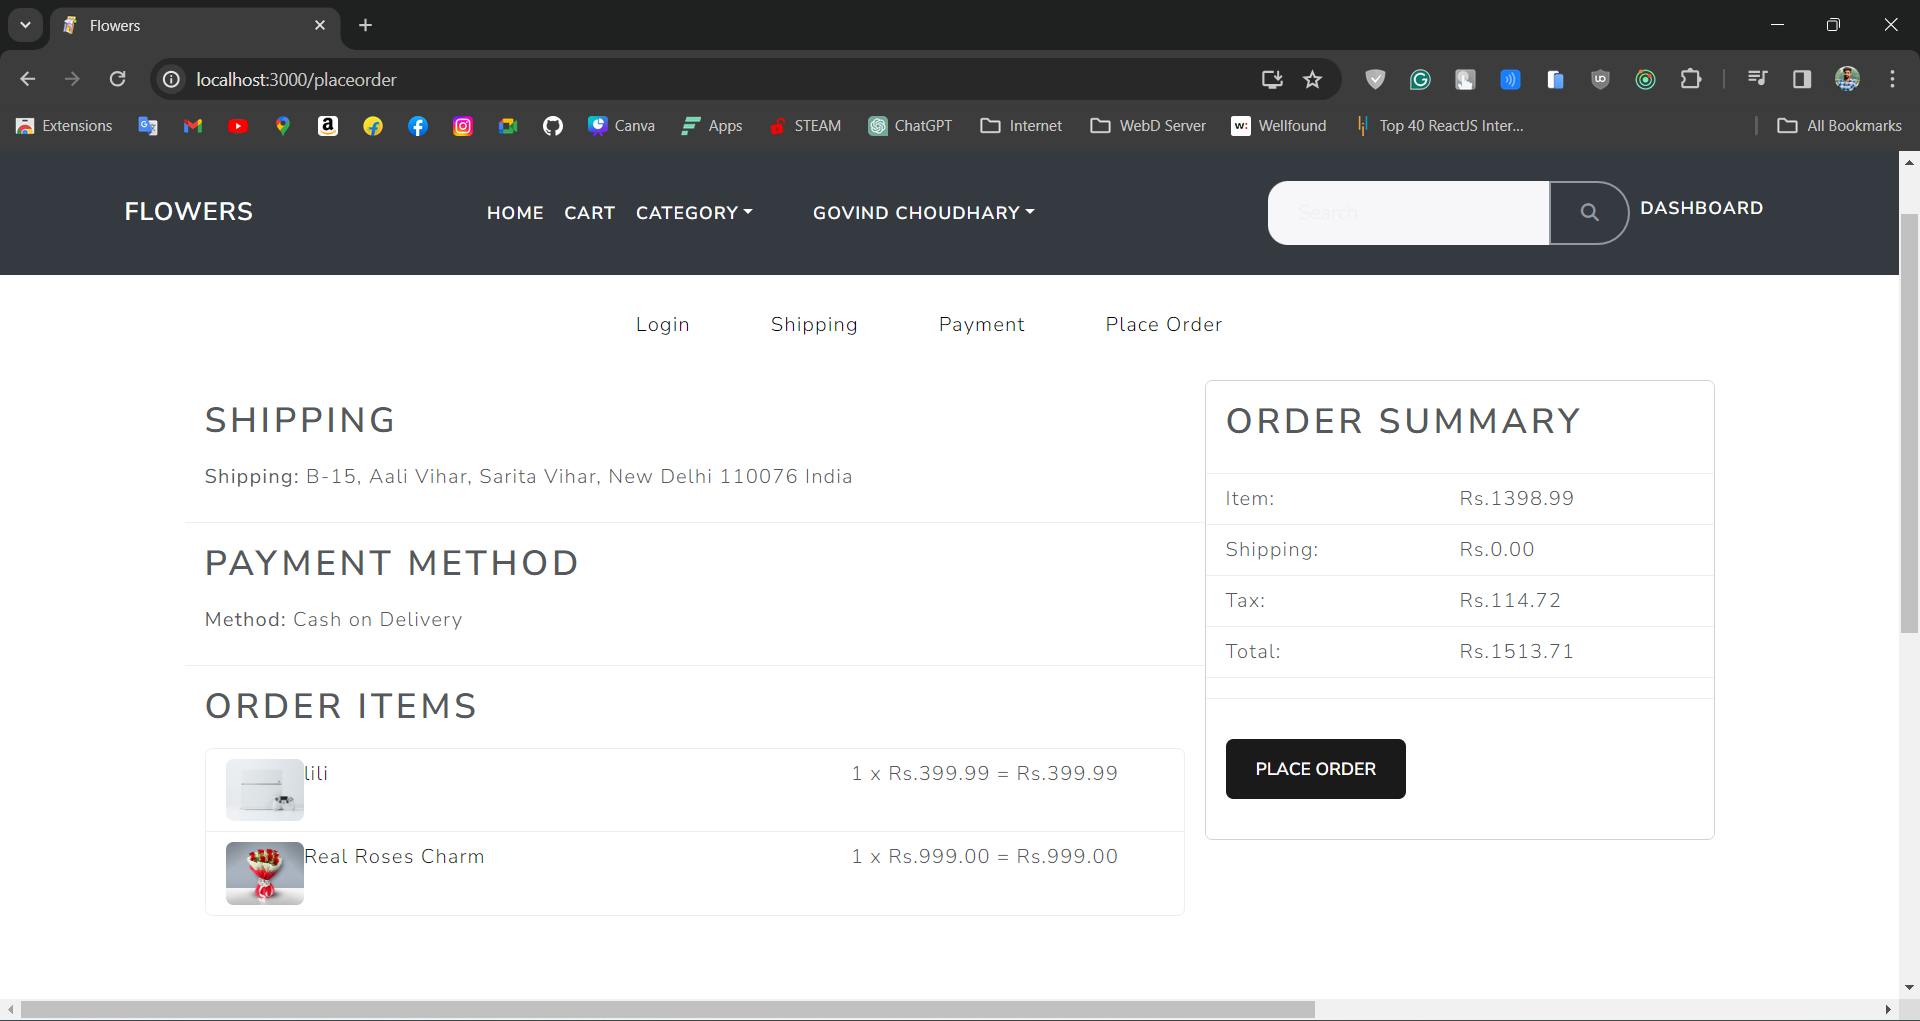 Flowers
localhost:3000/placeorder
Extensions
Canva
Apps
STEAM
ChatGPT
Internet
WebD Server
Wellfound
Top 40 ReactJS Inter...
All Bookmarks
FLOWERS
HOME
CART
CATEGORY
GOVIND CHOUDHARY
Search
DASHBOARD
Login
Shipping
Payment
Place Order
SHIPPING
Shipping: B-15, Aali Vihar, Sarita Vihar, New Delhi 110076 India
PAYMENT METHOD
Method: Cash on Delivery
ORDER ITEMS
lili
1 x Rs.399.99 = Rs.399.99
Real Roses Charm
1 x Rs.999.00 = Rs.999.00
ORDER SUMMARY
Item: Rs.1398.99
Shipping: Rs.0.00
Tax: Rs.114.72
Total: Rs.1513.71
PLACE ORDER